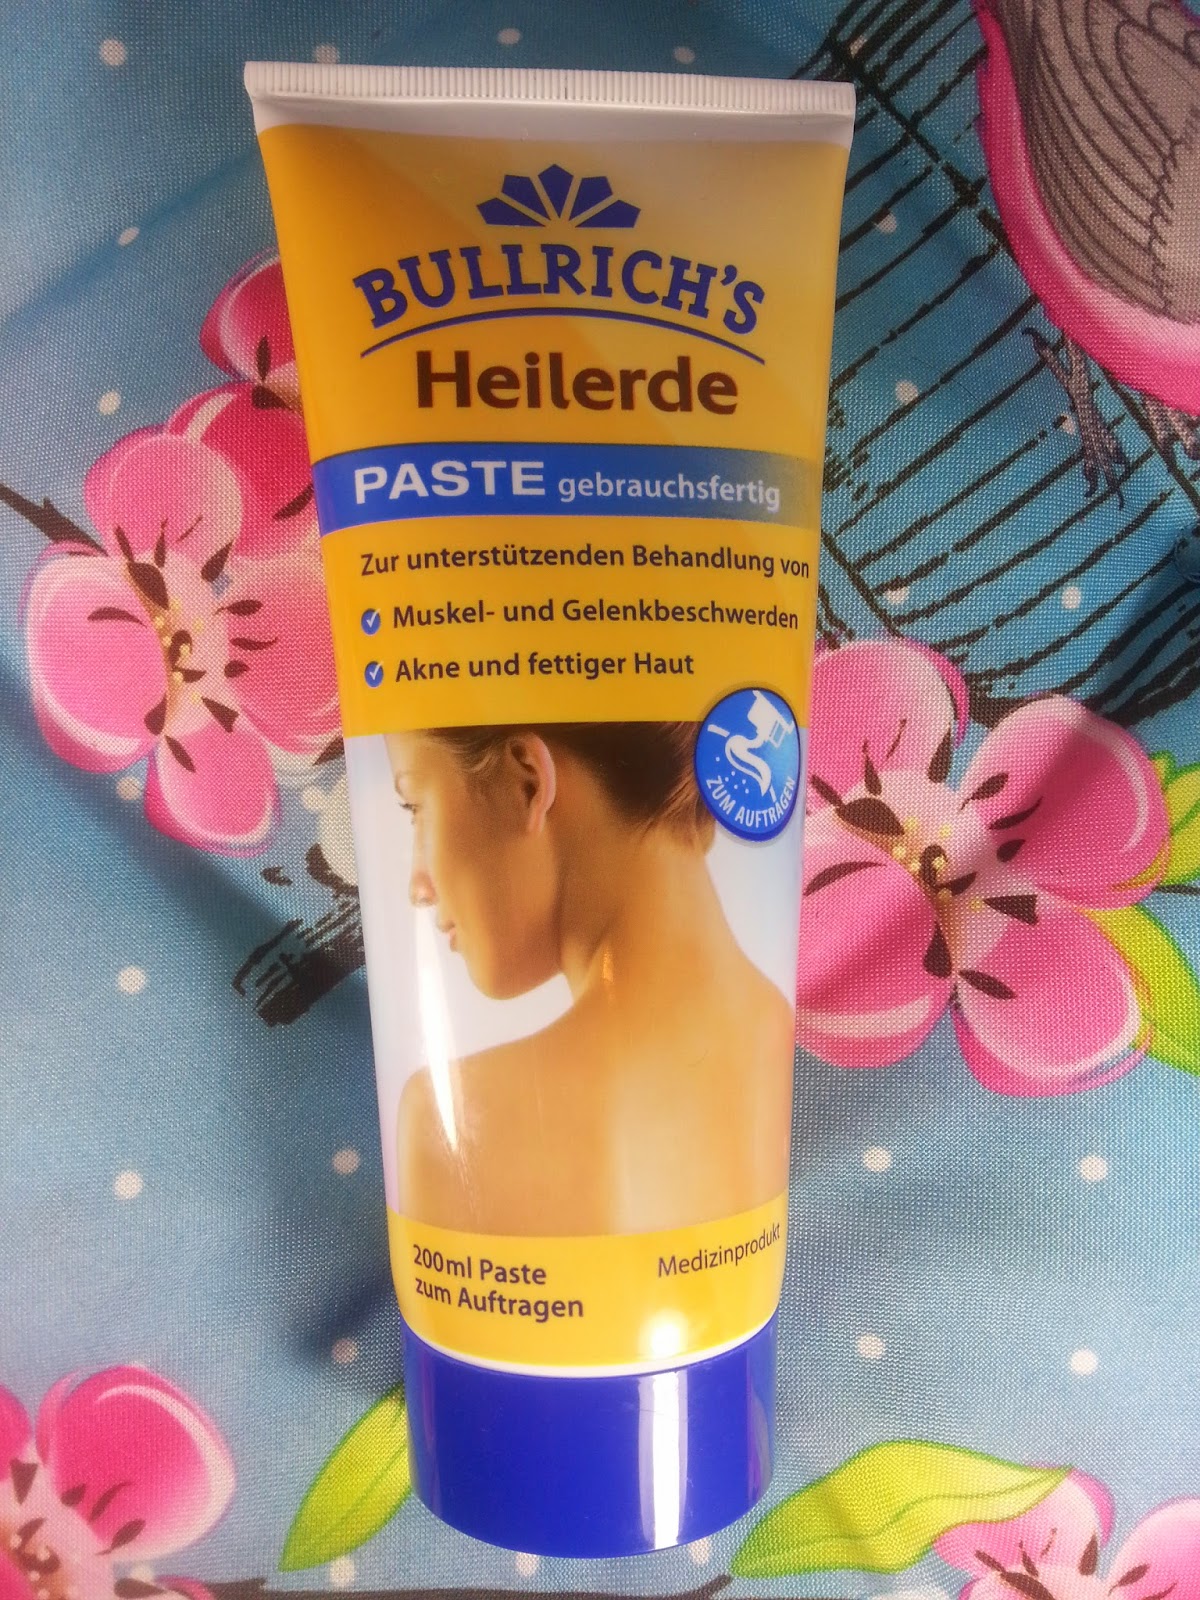 BULLRICH'S
Heilerde
PASTE gebrauchsfertig
Zur unterstützenden Behandlung von
Muskel- und Gelenkbeschwerden
Akne und fettiger Haut
ZUM AUFTRAGEN
200ml Paste
zum Auftragen
Medizinprodukt